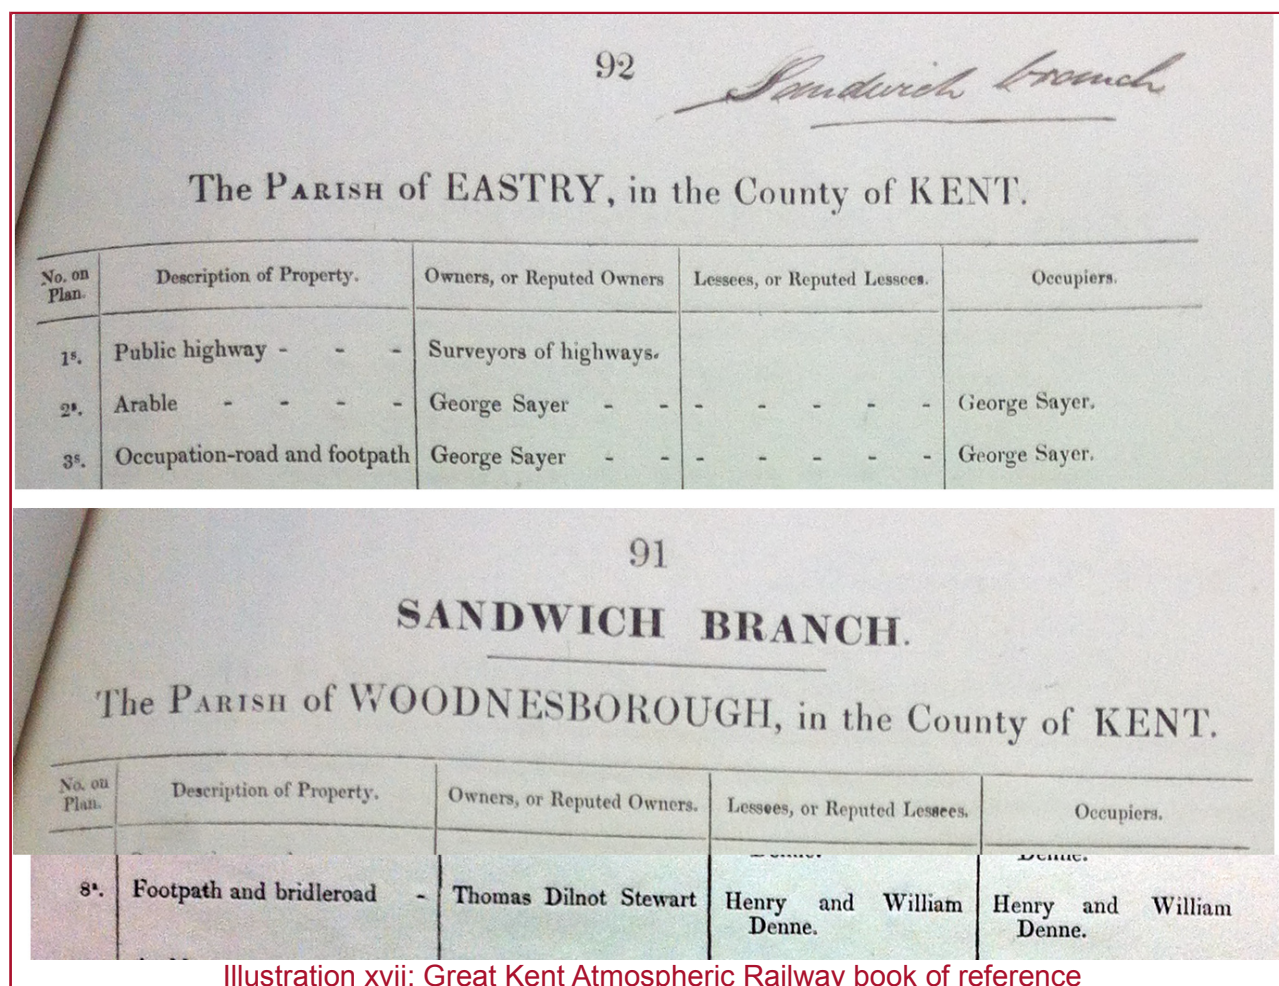 92 Sandwich branch
The PARISH of EASTRY, in the County of KENT.
No. on Plan. Description of Property. Owners, or Reputed Owners Lessees, or Reputed Lessees. Occupiers.
1s. Public highway - - - Surveyors of highways.
2s. Arable - - - - George Sayer - - - - - - - George Sayer.
3s. Occupation-road and footpath George Sayer - - - - - - - George Sayer.
91
SANDWICH BRANCH.
The PARISH of WOODNESBOROUGH, in the County of KENT.
No. on Plan. Description of Property. Owners, or Reputed Owners. Lessees, or Reputed Lessees. Occupiers.
Denne. Denne.
8s. Footpath and bridleroad - Thomas Dilnot Stewart Henry and William Henry and William
Denne. Denne.
Illustration xvii: Great Kent Atmospheric Railway book of reference